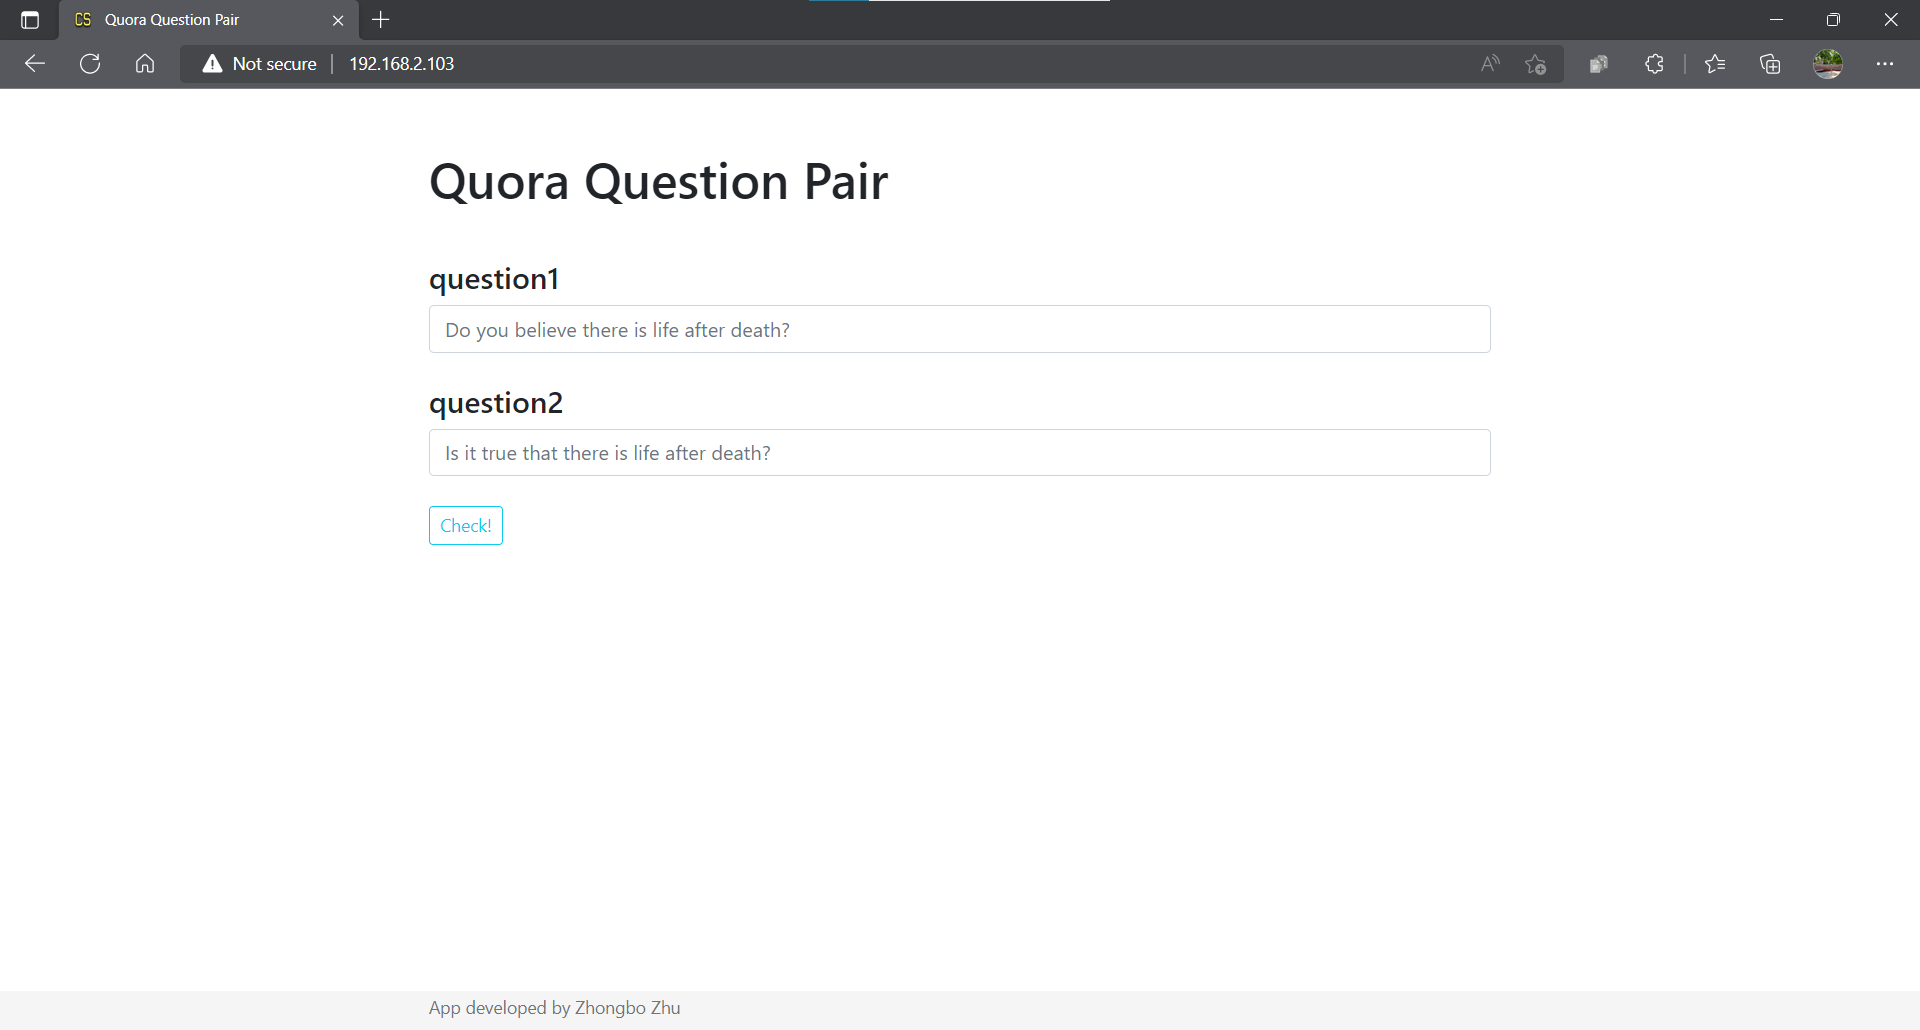 CS Quora Question Pair
Not secure 192.168.2.103
Quora Question Pair
question1
Do you believe there is life after death?
question2
Is it true that there is life after death?
Check!
App developed by Zhongbo Zhu